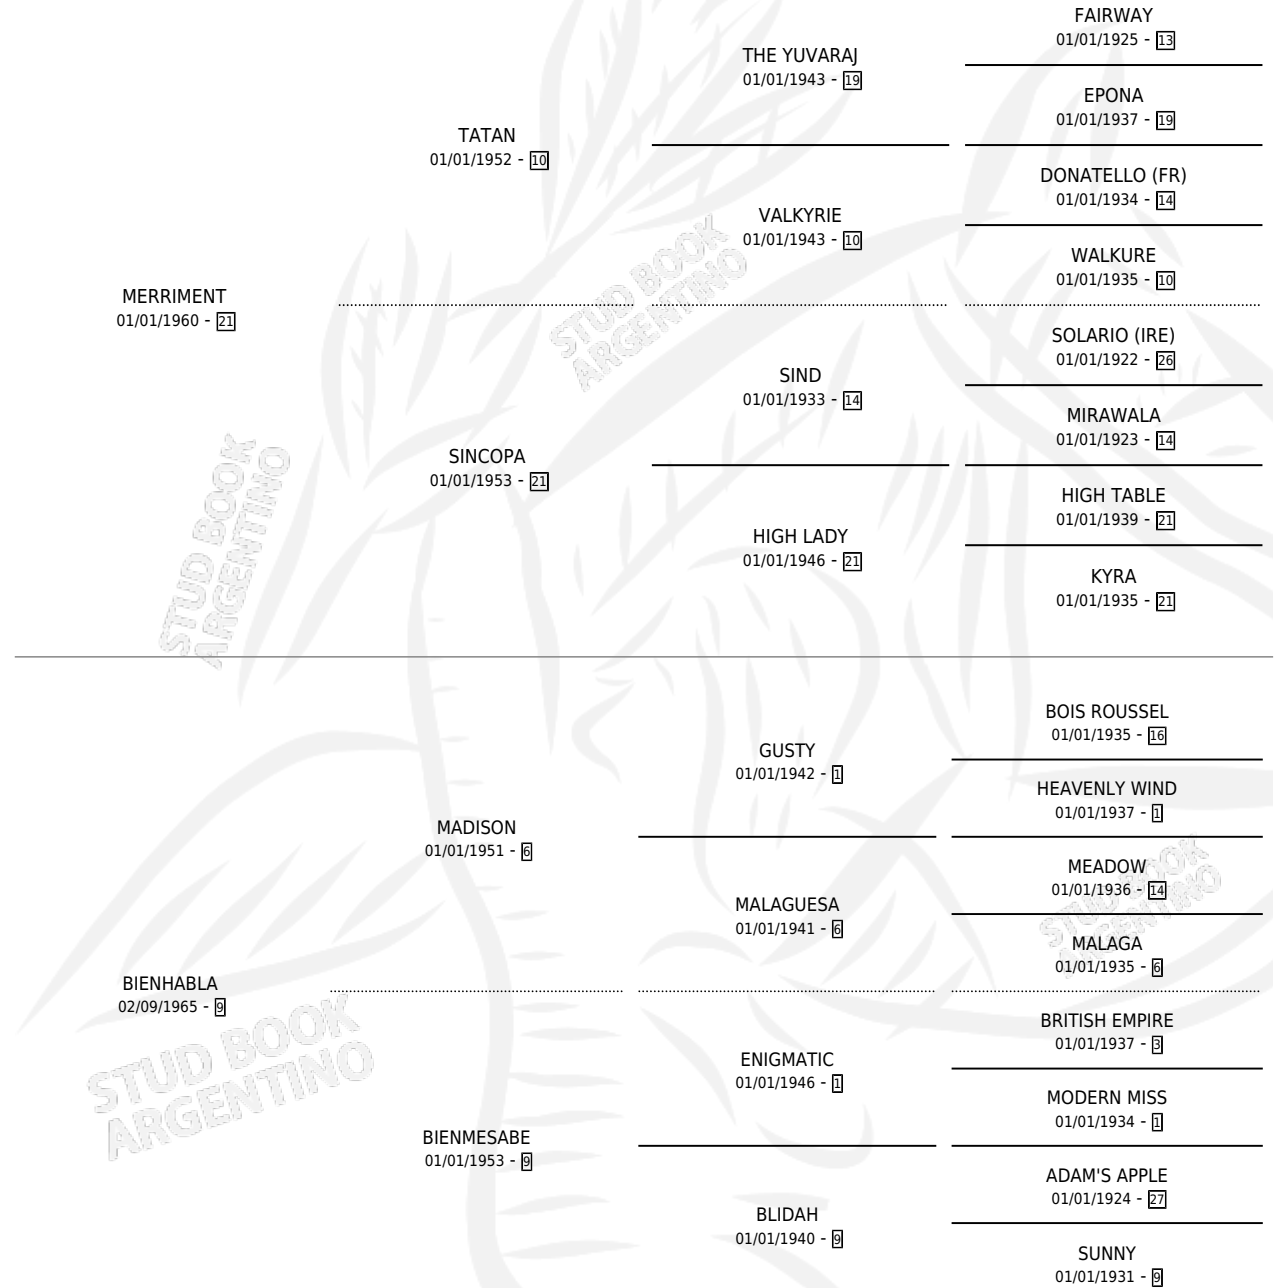 FAIRWAY
01/01/1925 - 13
THE YUVARAJ
01/01/1943 - 19
EPONA
01/01/1937 - 19
TATAN
01/01/1952 - 10
DONATELLO (FR)
01/01/1934 - 14
VALKYRIE
01/01/1943 - 10
WALKURE
01/01/1935 - 10
MERRIMENT
01/01/1960 - 21
SOLARIO (IRE)
01/01/1922 - 26
SIND
01/01/1933 - 14
MIRAWALA
01/01/1923 - 14
SINCOPA
01/01/1953 - 21
HIGH TABLE
01/01/1939 - 21
HIGH LADY
01/01/1946 - 21
KYRA
01/01/1935 - 21
STUD BOOK
ARGENTINO
STUD BOOK
ARGENTINO
BOIS ROUSSEL
01/01/1935 - 16
GUSTY
01/01/1942 - 1
HEAVENLY WIND
01/01/1937 - 1
MADISON
01/01/1951 - 6
MEADOW
01/01/1936 - 14
MALAGUESA
01/01/1941 - 6
MALAGA
01/01/1935 - 6
BIENHABLA
02/09/1965 - 9
BRITISH EMPIRE
01/01/1937 - 3
ENIGMATIC
01/01/1946 - 1
MODERN MISS
01/01/1934 - 1
BIENMESABE
01/01/1953 - 9
ADAM'S APPLE
01/01/1924 - 27
BLIDAH
01/01/1940 - 9
SUNNY
01/01/1931 - 9
STUD BOOK
ARGENTINO
STUD BOOK
ARGENTINO